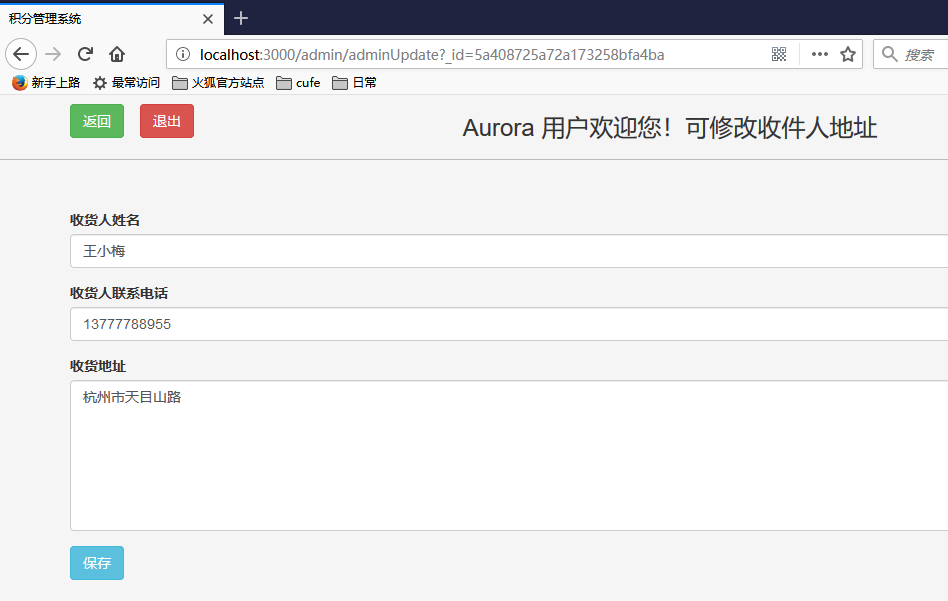 积分管理系统
localhost:3000/admin/adminUpdate?_id=5a408725a72a173258bfa4ba
搜索
新手上路 最常访问 火狐官方站点 cufe 日常
返回 退出 Aurora 用户欢迎您！可修改收件人地址
收货人姓名
王小梅
收货人联系电话
13777788955
收货地址
杭州市天目山路
保存